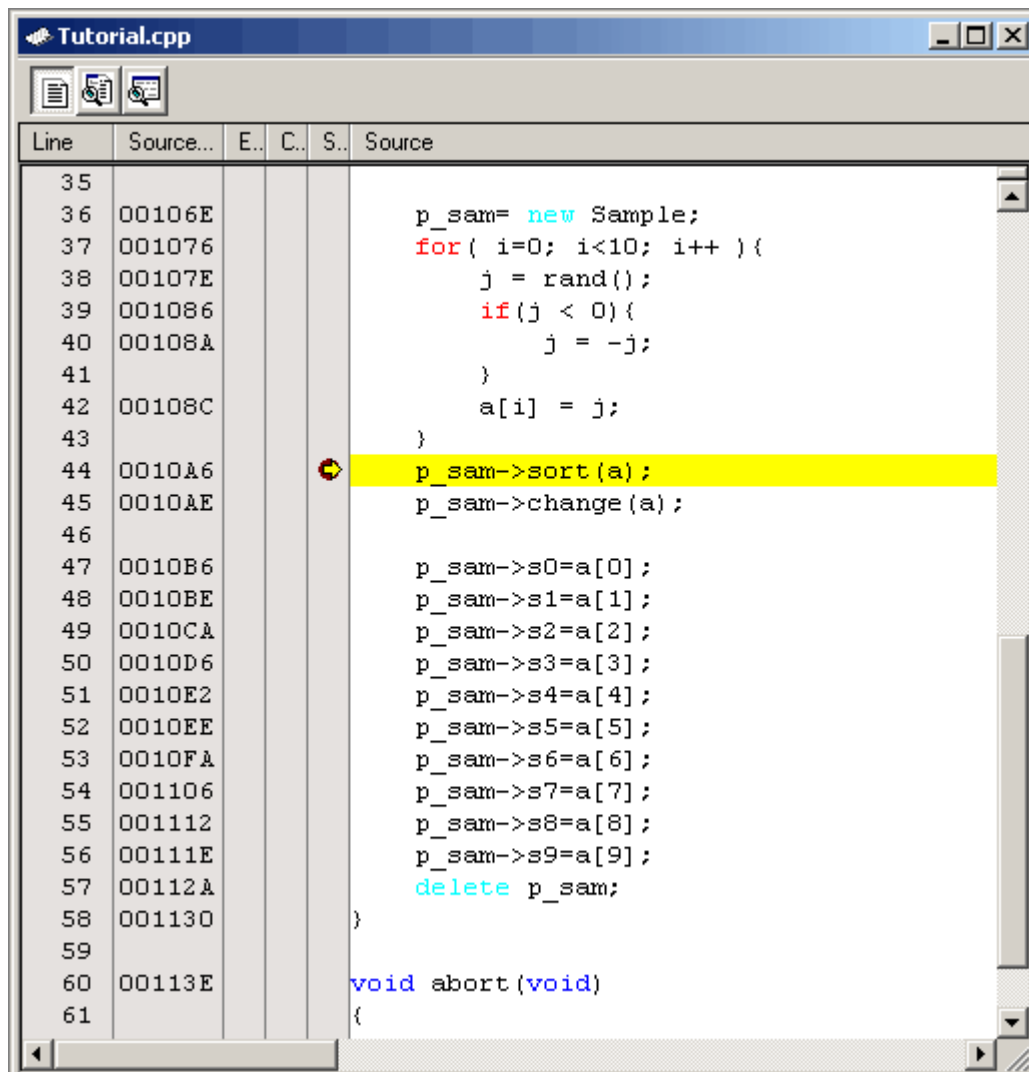 Tutorial.cpp
Line Source... E.. C.. S.. Source
35
36 00106E p_sam= new Sample;
37 001076 for( i=0; i<10; i++ ){
38 00107E j = rand();
39 001086 if(j < 0){
40 00108A j = -j;
41 }
42 00108C a[i] = j;
43 }
44 0010A6 p_sam->sort(a);
45 0010AE p_sam->change(a);
46
47 0010B6 p_sam->s0=a[0];
48 0010BE p_sam->s1=a[1];
49 0010CA p_sam->s2=a[2];
50 0010D6 p_sam->s3=a[3];
51 0010E2 p_sam->s4=a[4];
52 0010EE p_sam->s5=a[5];
53 0010FA p_sam->s6=a[6];
54 001106 p_sam->s7=a[7];
55 001112 p_sam->s8=a[8];
56 00111E p_sam->s9=a[9];
57 00112A delete p_sam;
58 001130 }
59
60 00113E void abort(void)
61 {